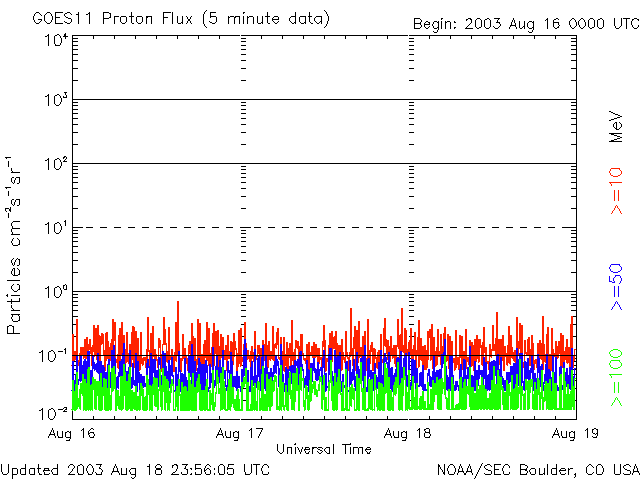 GOES11 Proton Flux (5 minute data)
Begin: 2003 Aug 16 0000 UTC
10⁴
10³
10²
10¹
10⁰
10⁻¹
10⁻²
Particles cm⁻²s⁻¹sr⁻¹
MeV
>=10
>=50
>=100
Aug 16
Aug 17
Aug 18
Aug 19
Universal Time
Updated 2003 Aug 18 23:56:05 UTC
NOAA/SEC Boulder, CO USA